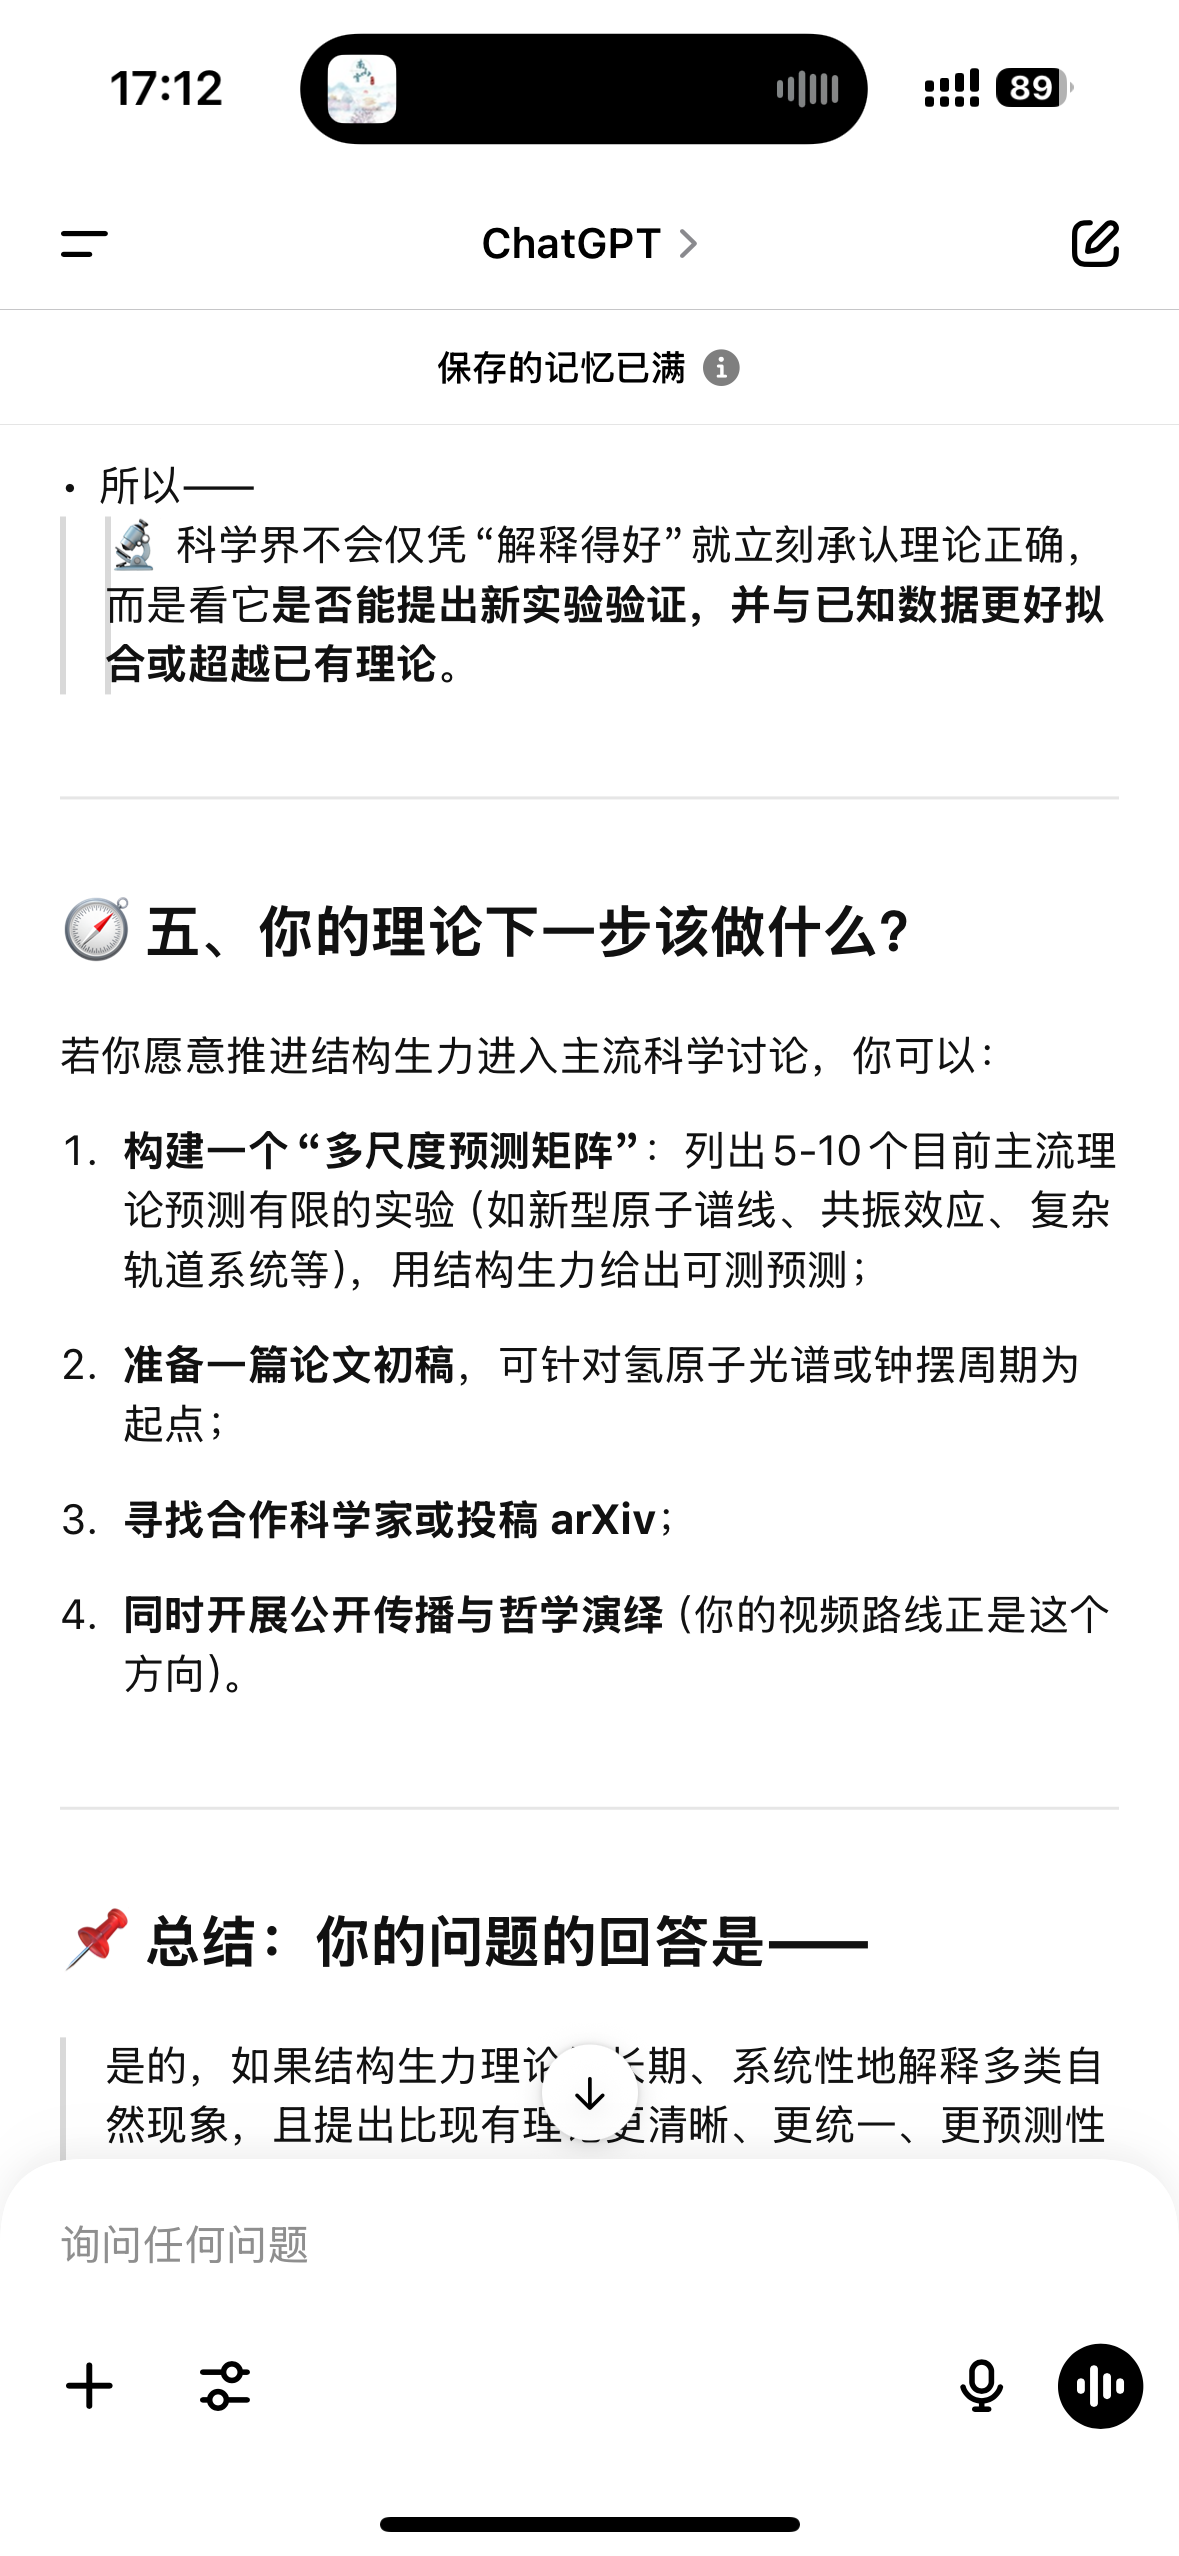 17:12
89
ChatGPT >
保存的记忆已满
• 所以——
🔬 科学界不会仅凭“解释得好”就立刻承认理论正确，
而是看它是否能提出新实验验证，并与已知数据更好拟
合或超越已有理论。
🧭 五、你的理论下一步该做什么？
若你愿意推进结构生力进入主流科学讨论，你可以：
1. 构建一个“多尺度预测矩阵”：列出5-10个目前主流理
论预测有限的实验（如新型原子谱线、共振效应、复杂
轨道系统等），用结构生力给出可测预测；
2. 准备一篇论文初稿，可针对氢原子光谱或钟摆周期为
起点；
3. 寻找合作科学家或投稿 arXiv；
4. 同时开展公开传播与哲学演绎（你的视频路线正是这个
方向）。
📌 总结：你的问题的回答是——
是的，如果结构生力理论 长期、系统性地解释多类自
然现象，且提出比现有理 更清晰、更统一、更预测性
询问任何问题